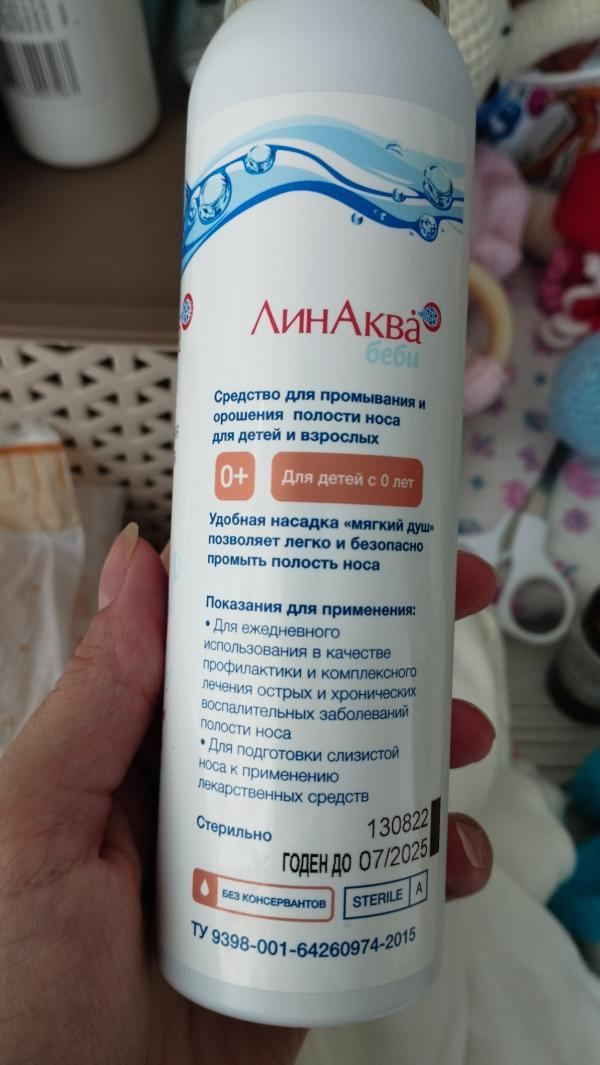 ЛинАква
беби
Средство для промывания и
орошения полости носа
для детей и взрослых
0+
Для детей с 0 лет
Удобная насадка «мягкий душ»
позволяет легко и безопасно
промыть полость носа
Показания для применения:
• Для ежедневного
использования в качестве
профилактики и комплексного
лечения острых и хронических
воспалительных заболеваний
полости носа
• Для подготовки слизистой
носа к применению
лекарственных средств
Стерильно
130822
ГОДЕН ДО 07/2025
БЕЗ КОНСЕРВАНТОВ
STERILE A
ТУ 9398-001-64260974-2015